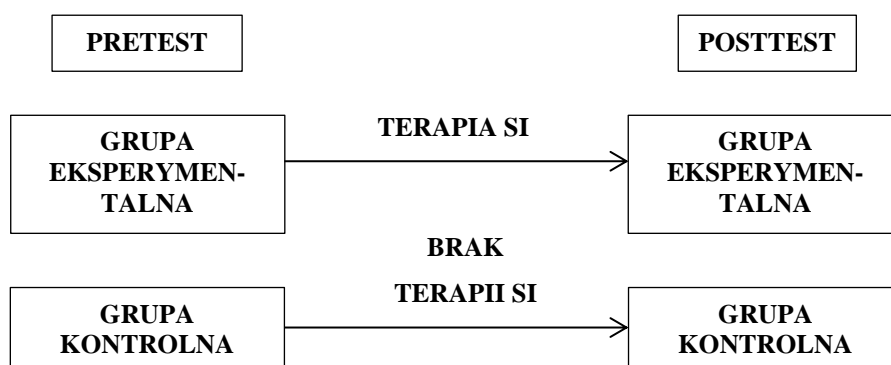 PRETEST
POSTTEST
GRUPA
EKSPERYMEN-
TALNA
TERAPIA SI
GRUPA
EKSPERYMEN-
TALNA
BRAK
TERAPII SI
GRUPA
KONTROLNA
GRUPA
KONTROLNA